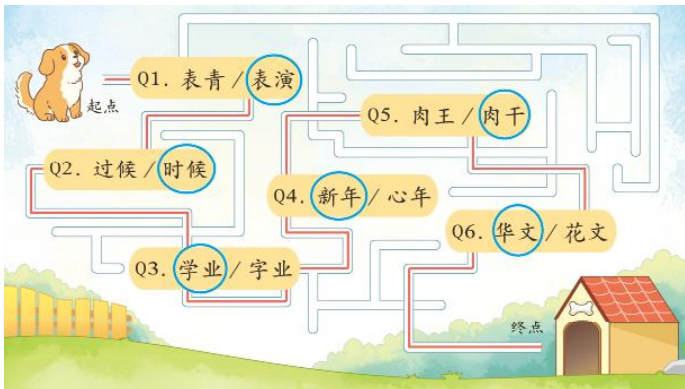 起点
Q1. 表青 / 表演
Q2. 过候 / 时候
Q3. 学业 / 字业
Q4. 新年 / 心年
Q5. 肉王 / 肉干
Q6. 华文 / 花文
终点